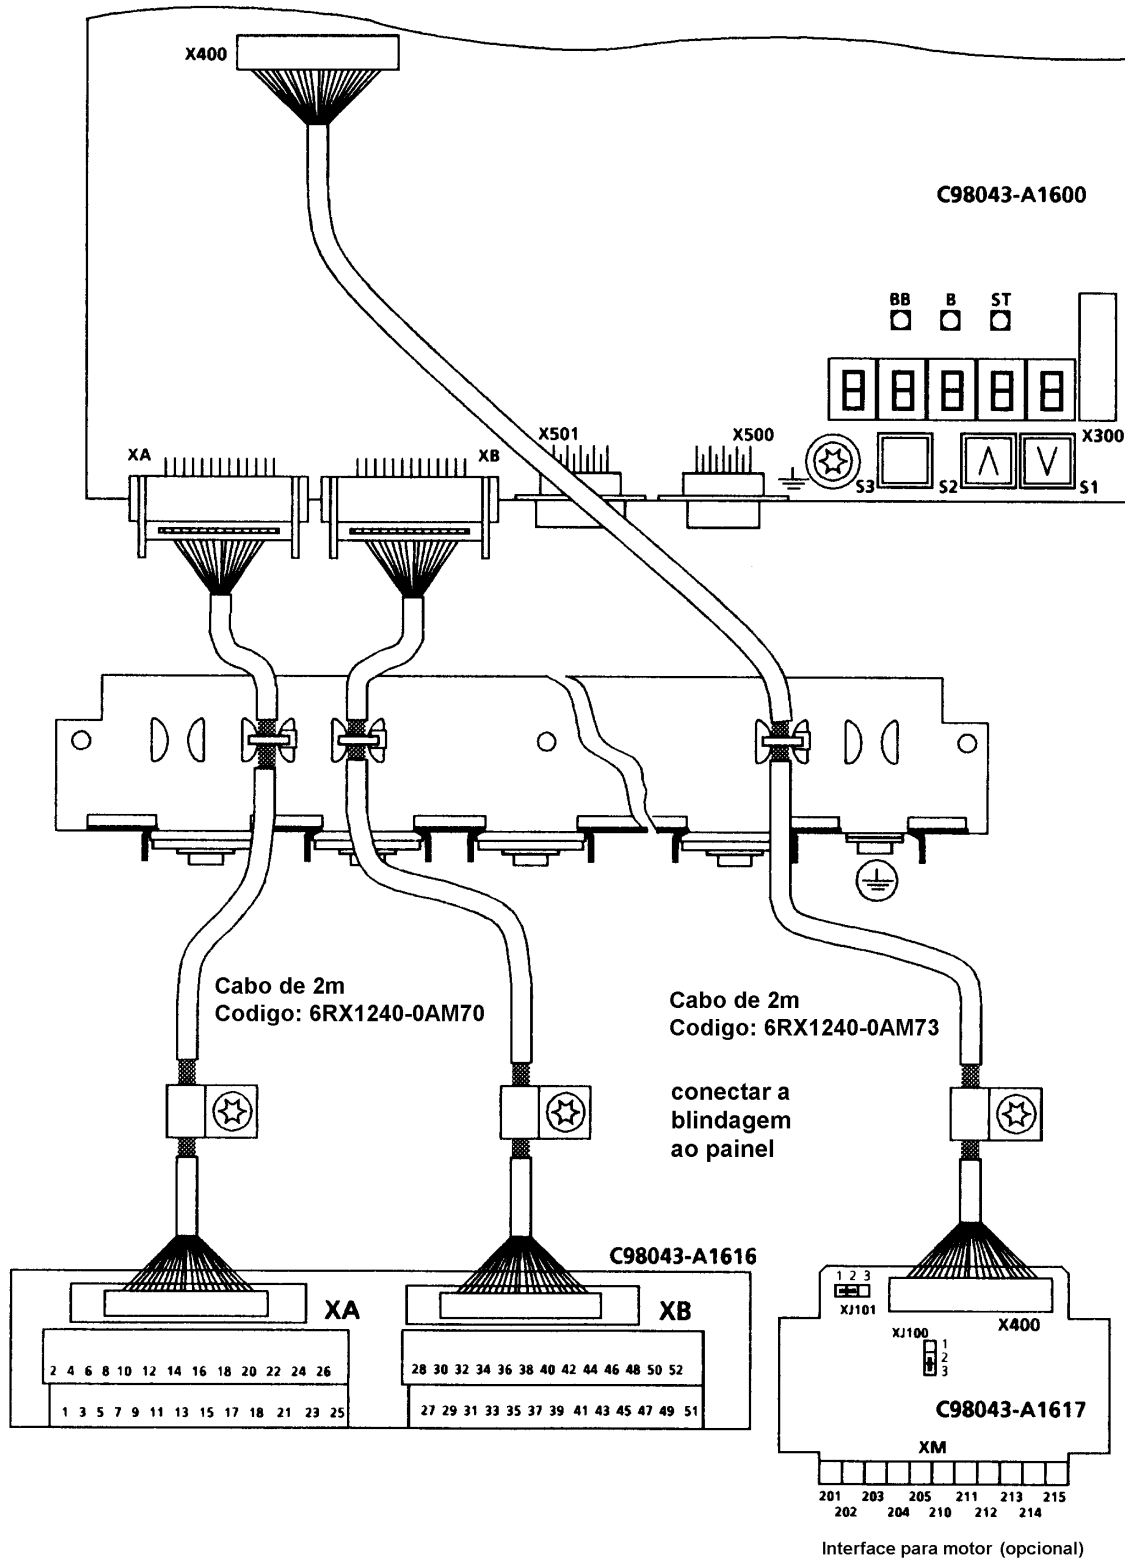 X400
C98043-A1600
BB B ST
X300
XA
XB
X501
X500
S3
S2
S1
Cabo de 2m
Codigo: 6RX1240-0AM70
Cabo de 2m
Codigo: 6RX1240-0AM73
conectar a
blindagem
ao painel
C98043-A1616
XA
XB
2 4 6 8 10 12 14 16 18 20 22 24 26
1 3 5 7 9 11 13 15 17 18 21 23 25
28 30 32 34 36 38 40 42 44 46 48 50 52
27 29 31 33 35 37 39 41 43 45 47 49 51
1 2 3
XJ101
X400
XJ100
1
2
3
C98043-A1617
XM
201 203 205 211 213 215
202 204 210 212 214
Interface para motor (opcional)